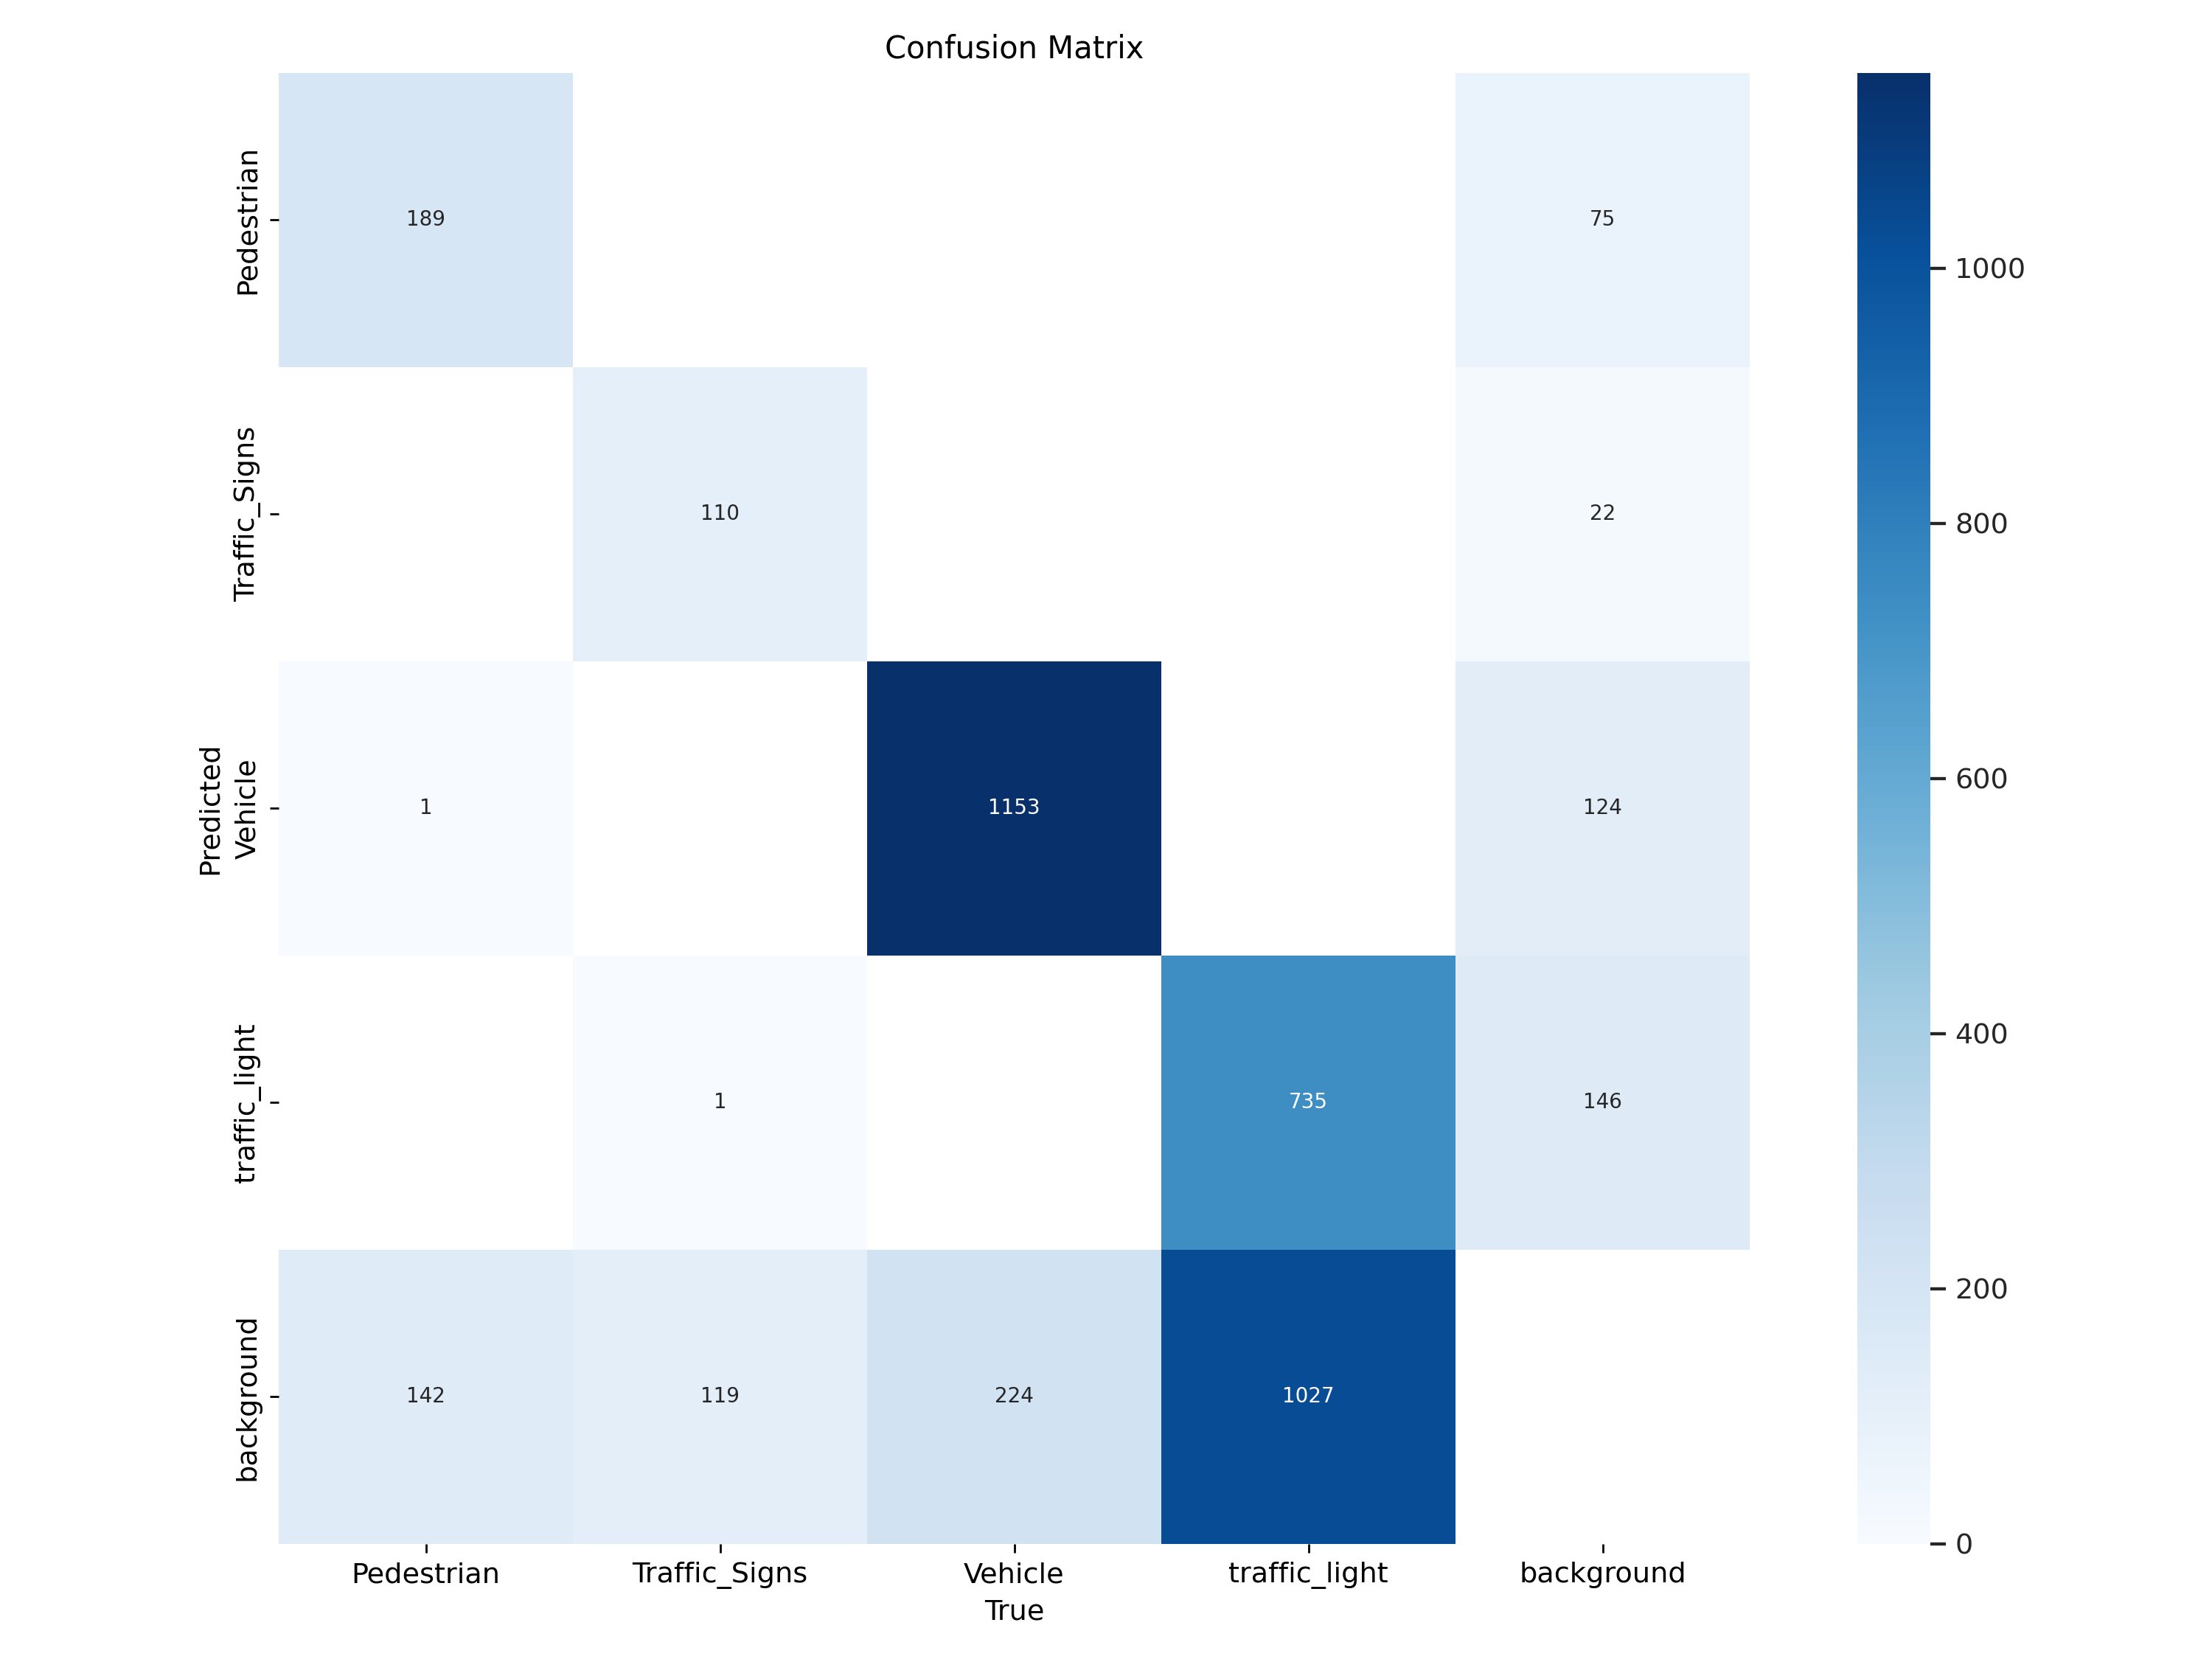 Confusion Matrix
Pedestrian
189
75
1000
Traffic_Signs
110
22
800
Predicted
Vehicle
1
1153
124
600
traffic_light
1
735
146
400
200
background
142
119
224
1027
0
Pedestrian
Traffic_Signs
Vehicle
traffic_light
background
True